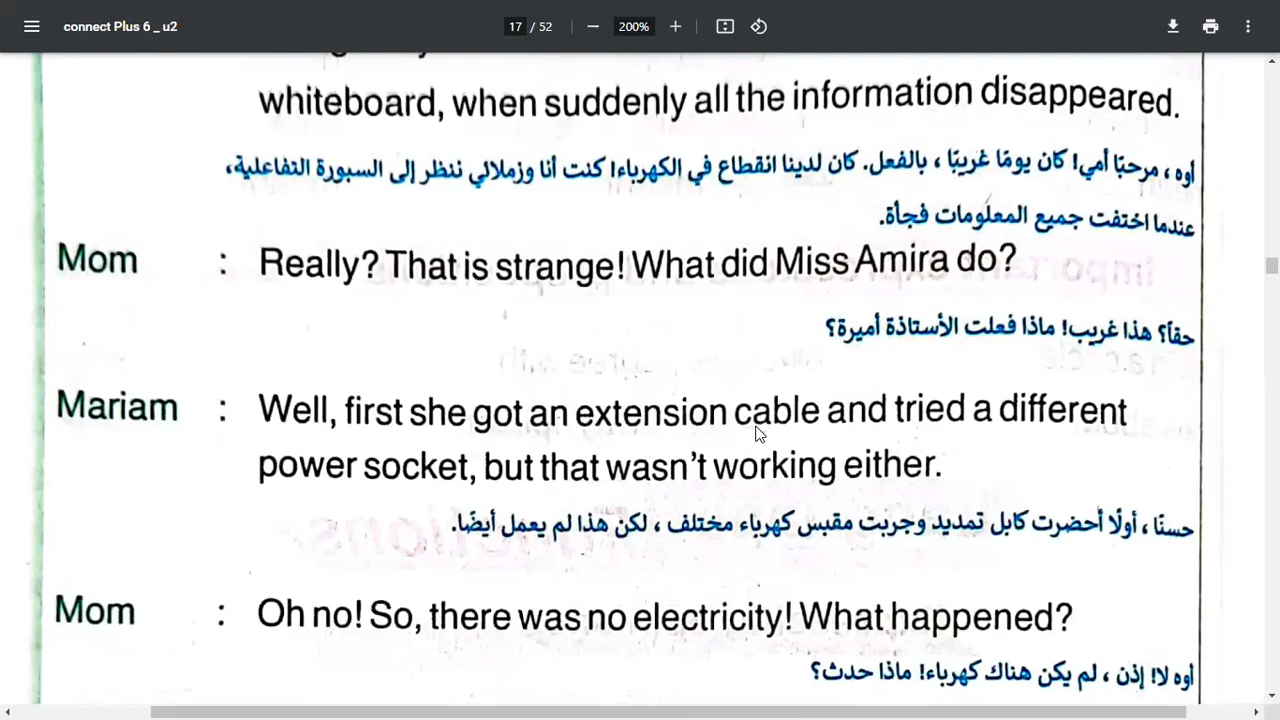 connect Plus 6 _ u2
17 / 52
200%
whiteboard, when suddenly all the information disappeared.
أوه ، مرحبًا أمي! كان يومًا غريبًا ، بالفعل. كان لدينا انقطاع في الكهرباء! كنت أنا وزملائي ننظر إلى السبورة التفاعلية،
عندما اختفت جميع المعلومات فجأة.
Mom : Really? That is strange! What did Miss Amira do?
حقاً؟ هذا غريب! ماذا فعلت الأستاذة أميرة؟
Mariam : Well, first she got an extension cable and tried a different
power socket, but that wasn't working either.
حسنًا ، أولًا أحضرت كابل تمديد وجربت مقبس كهرباء مختلف ، لكن هذا لم يعمل أيضًا.
Mom : Oh no! So, there was no electricity! What happened?
أوه لا! إذن ، لم يكن هناك كهرباء! ماذا حدث؟